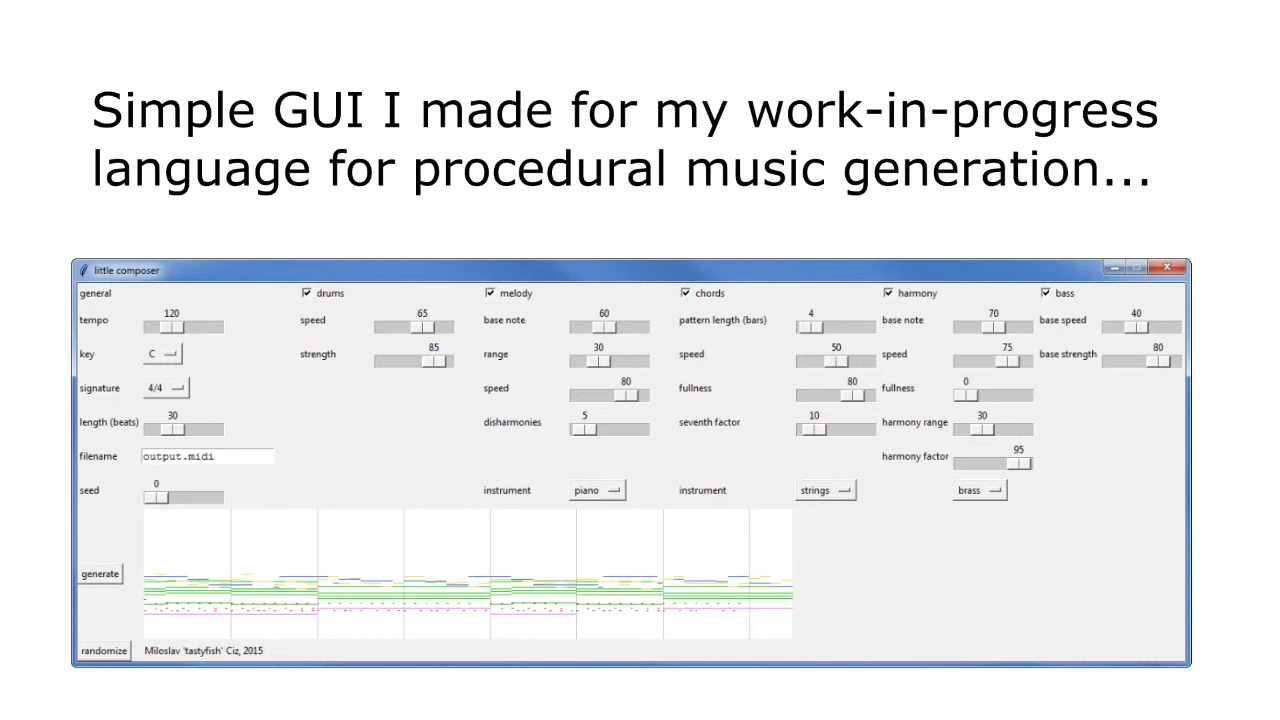 Simple GUI I made for my work-in-progress
language for procedural music generation...
little composer
general drums melody chords harmony bass
tempo 120 speed 65 base note 60 pattern length (bars) 4 base note 70 base speed 40
key C strength 85 range 30 speed 50 speed 75 base strength 80
signature 4/4 speed 80 fullness 80 fullness 0
length (beats) 30 disharmonies 5 seventh factor 10 harmony range 30
filename output.midi harmony factor 95
seed 0 instrument piano instrument strings brass
generate
randomize Miloslav 'tastyfish' Ciz, 2015